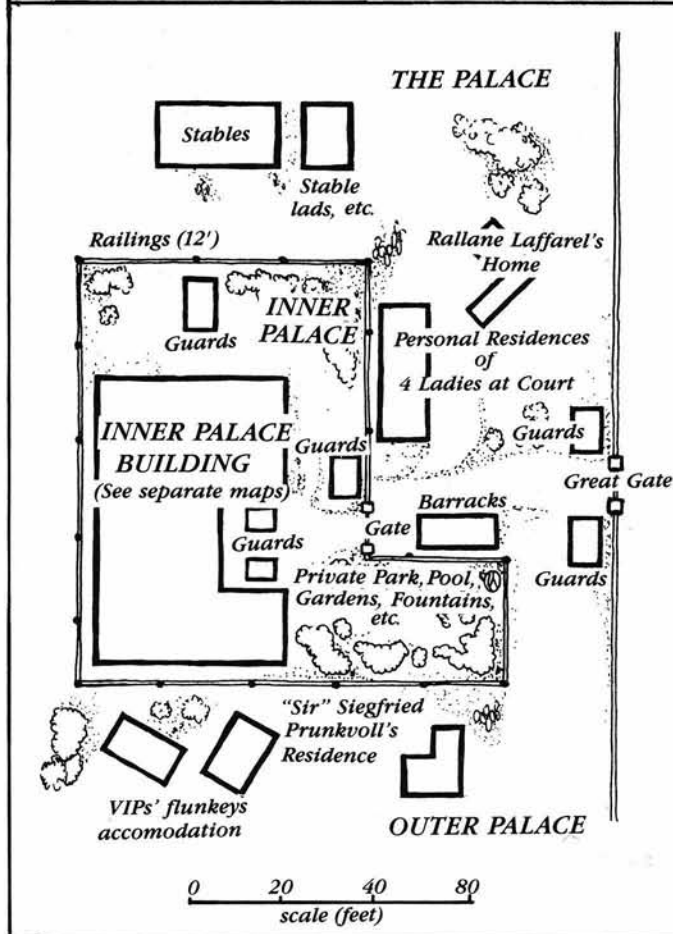 THE PALACE
Stables
Stable
lads, etc.
Railings (12')
Rallane Laffarel's
Home
INNER
PALACE
Guards
Personal Residences
of
4 Ladies at Court
INNER PALACE
BUILDING
(See separate maps)
Guards
Guards
Great Gate
Barracks
Guards
Gate
Guards
Private Park, Pool,
Gardens, Fountains,
etc.
"Sir" Siegfried
Prunkvoll's
Residence
VIPs' flunkeys
accomodation
OUTER PALACE
0 20 40 60 80
scale (feet)